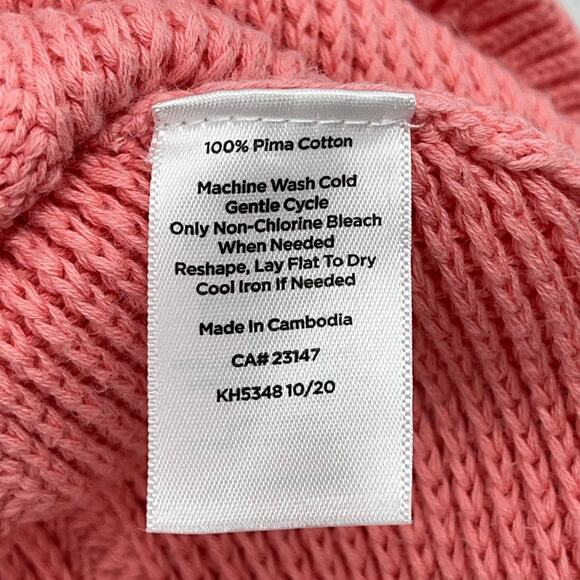 100% Pima Cotton
Machine Wash Cold
Gentle Cycle
Only Non-Chlorine Bleach
When Needed
Reshape, Lay Flat To Dry
Cool Iron If Needed
Made In Cambodia
CA# 23147
KH5348 10/20